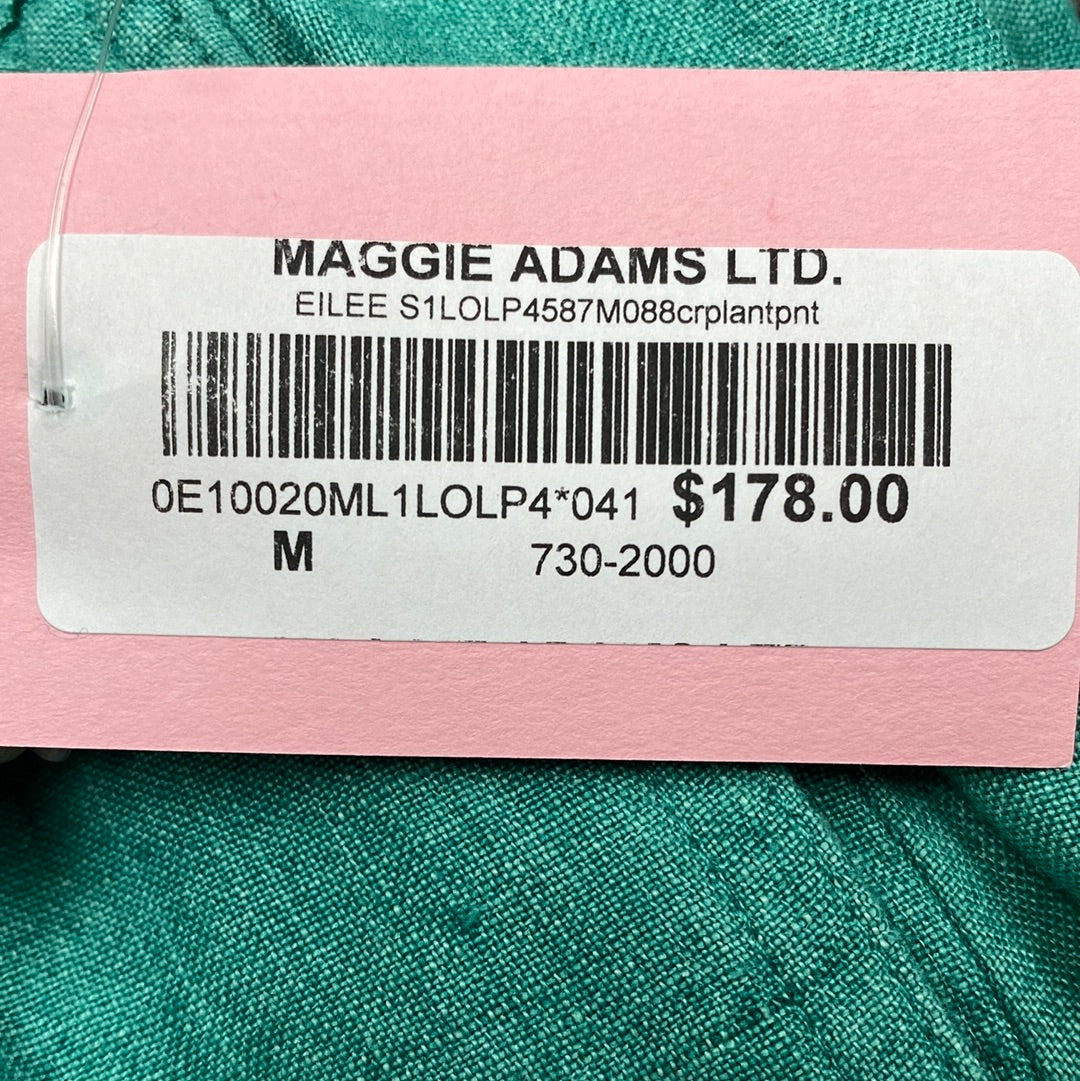 MAGGIE ADAMS LTD.
EILEE S1LOLP4587M088crplantpnt
0E10020ML1LOLP4*041 $178.00
M 730-2000